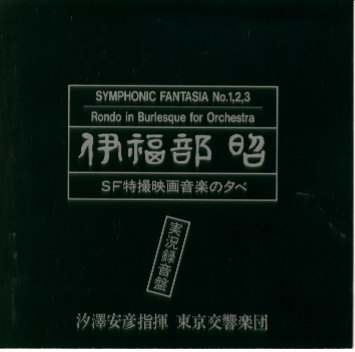 SYMPHONIC FANTASIA No.1,2,3
Rondo in Burlesque for Orchestra
伊福部 昭
SF特撮映画音楽の夕べ
実況録音盤
汐澤安彦指揮 東京交響楽団